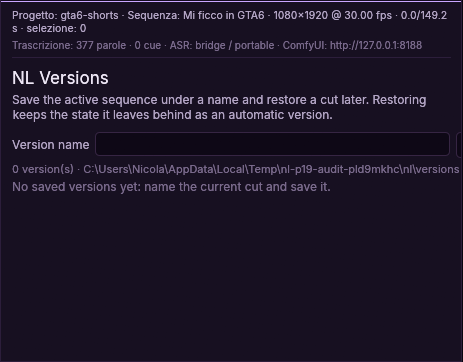 Progetto: gta6-shorts · Sequenza: Mi ficco in GTA6 · 1080×1920 @ 30.00 fps · 0.0/149.2
s · selezione: 0
Trascrizione: 377 parole · 0 cue · ASR: bridge / portable · ComfyUI: http://127.0.0.1:8188
NL Versions
Save the active sequence under a name and restore a cut later. Restoring
keeps the state it leaves behind as an automatic version.
Version name
0 version(s) · C:\Users\Nicola\AppData\Local\Temp\nl-p19-audit-pld9mkhc\nl\versions
No saved versions yet: name the current cut and save it.